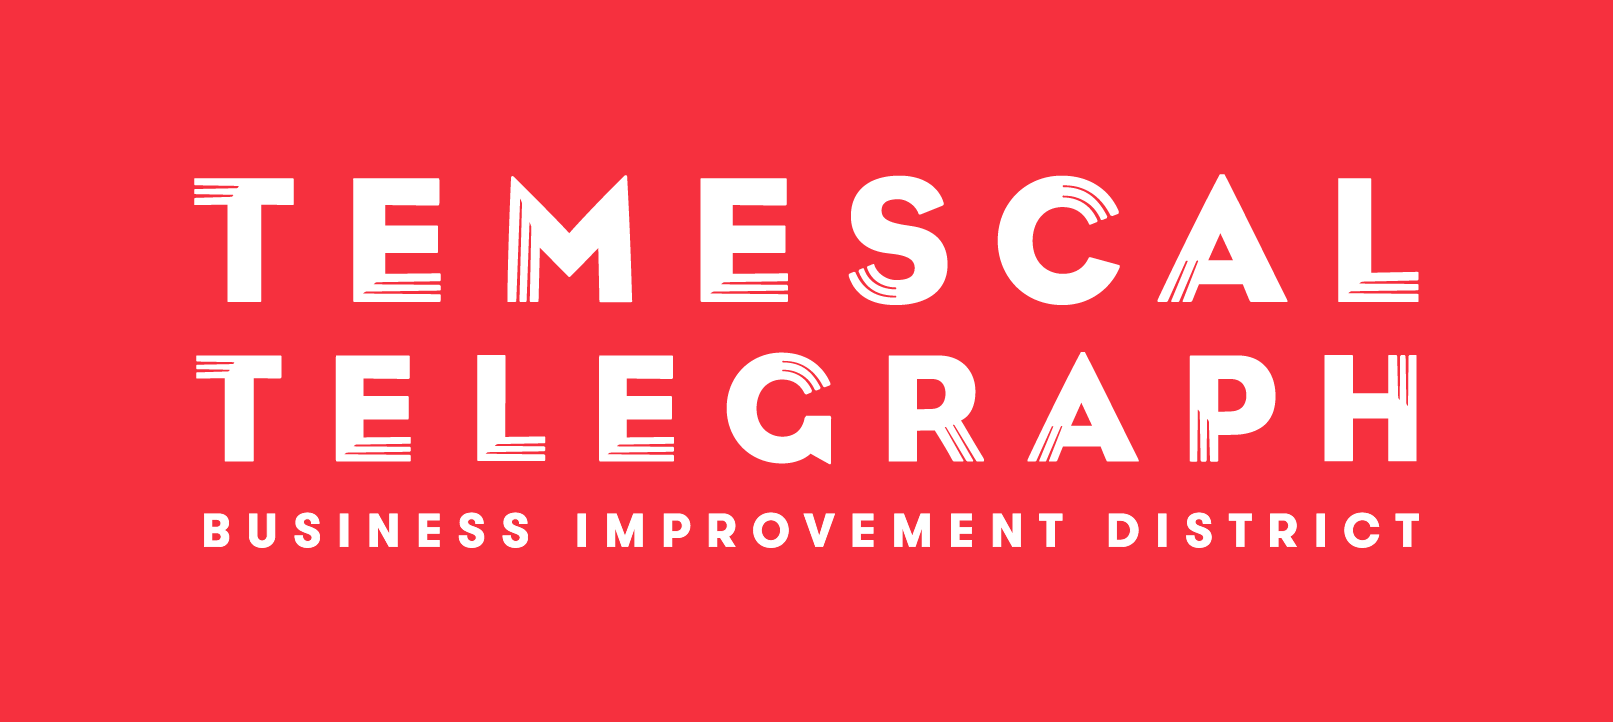 TEMESCAL
TELEGRAPH
BUSINESS IMPROVEMENT DISTRICT